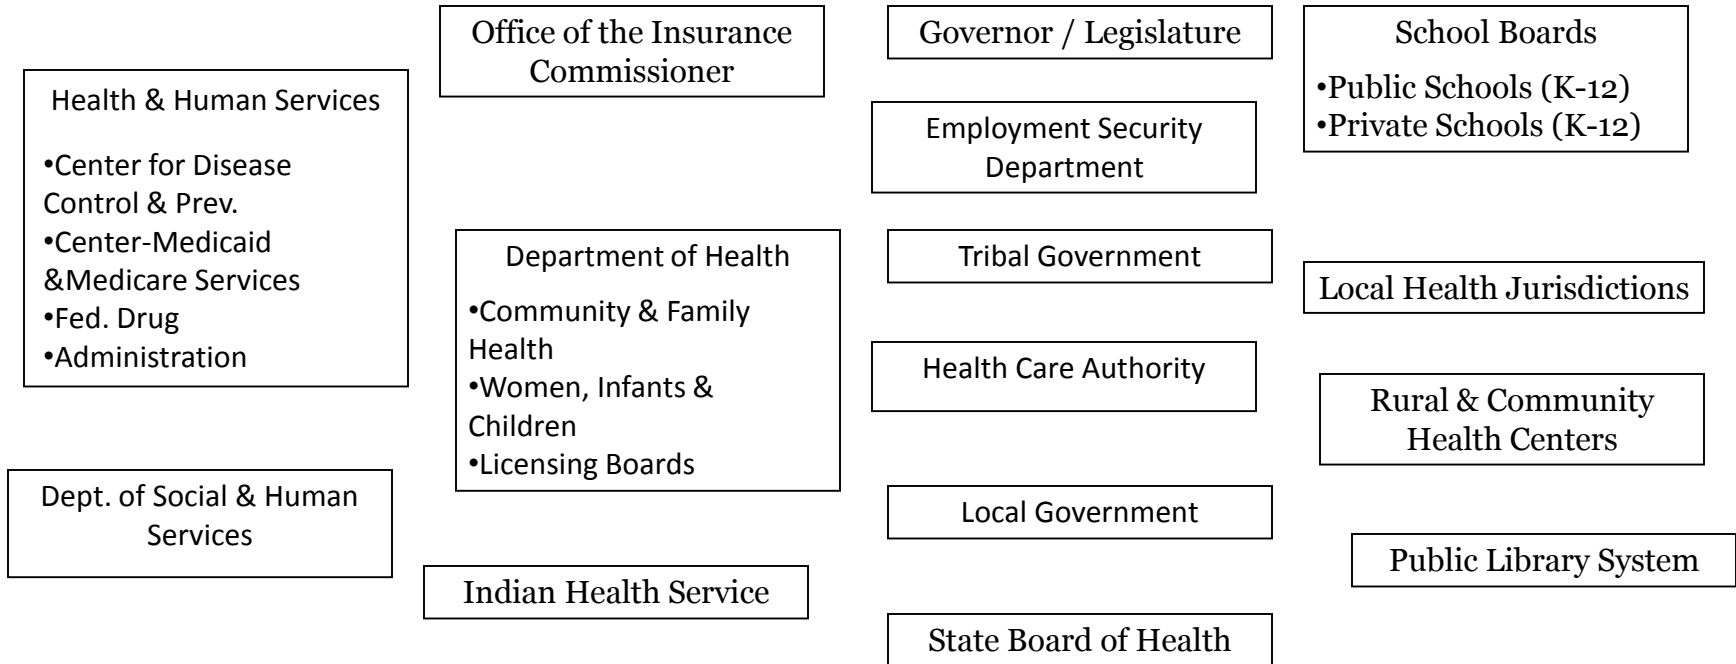 Health & Human Services
•Center for Disease
Control & Prev.
•Center-Medicaid
&Medicare Services
•Fed. Drug
•Administration
Dept. of Social & Human
Services
Office of the Insurance
Commissioner
Department of Health
•Community & Family
Health
•Women, Infants &
Children
•Licensing Boards
Indian Health Service
Governor / Legislature
Employment Security
Department
Tribal Government
Health Care Authority
Local Government
State Board of Health
School Boards
•Public Schools (K-12)
•Private Schools (K-12)
Local Health Jurisdictions
Rural & Community
Health Centers
Public Library System